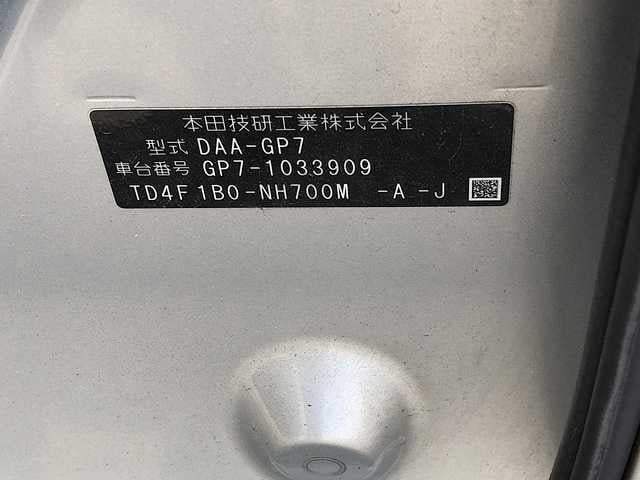 本田技研工業株式会社
型式 DAA-GP7
車台番号 GP7-1033909
TD4F1B0-NH700M -A-J